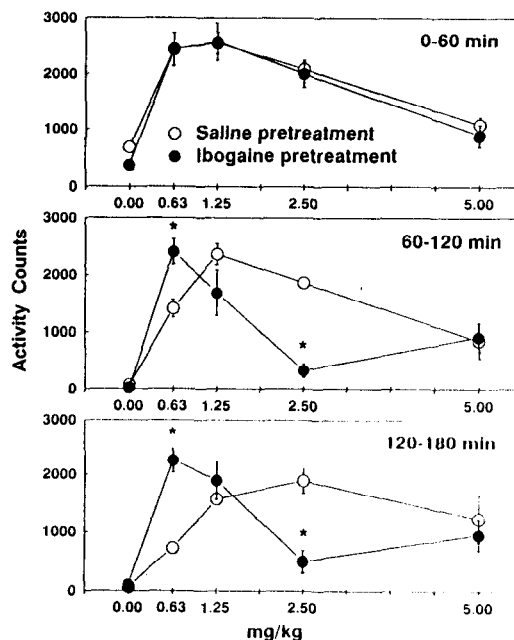 3000
0-60 min
2000
Saline pretreatment
1000
Ibogaine pretreatment
0
0.00 0.63 1.25 2.50 5.00
3000
60-120 min
*
2000
1000
*
0
0.00 0.63 1.25 2.50 5.00
Activity Counts
3000
120-180 min
*
2000
1000
*
0
0.00 0.63 1.25 2.50 5.00
mg/kg